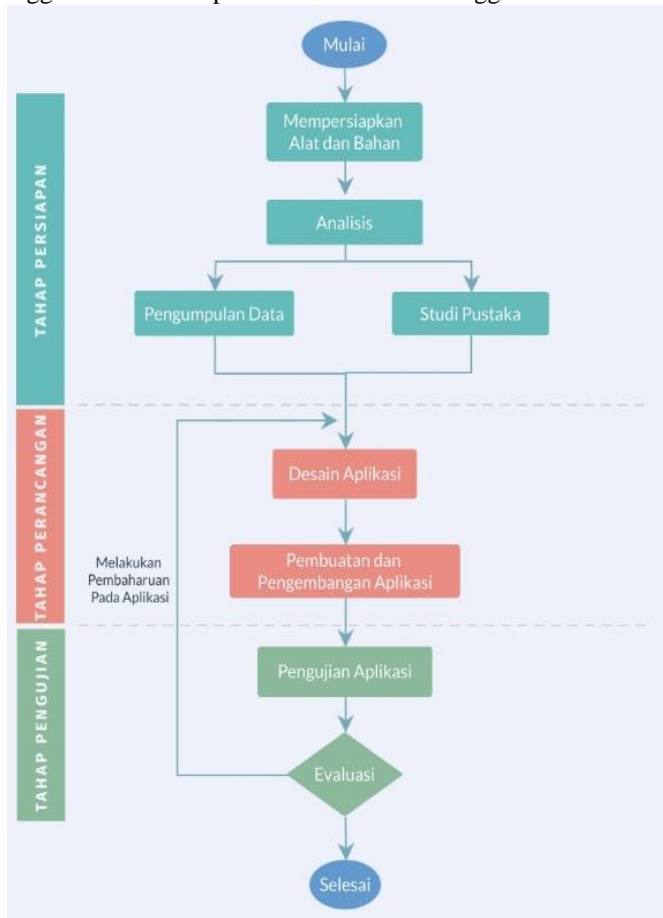 Mulai
TAHAP PERSIAPAN
Mempersiapkan
Alat dan Bahan
Analisis
Pengumpulan Data
Studi Pustaka
TAHAP PERANCANGAN
Desain Aplikasi
Melakukan
Pembaharuan
Pada Aplikasi
Pembuatan dan
Pengembangan Aplikasi
TAHAP PENGUJIAN
Pengujian Aplikasi
Evaluasi
Selesai